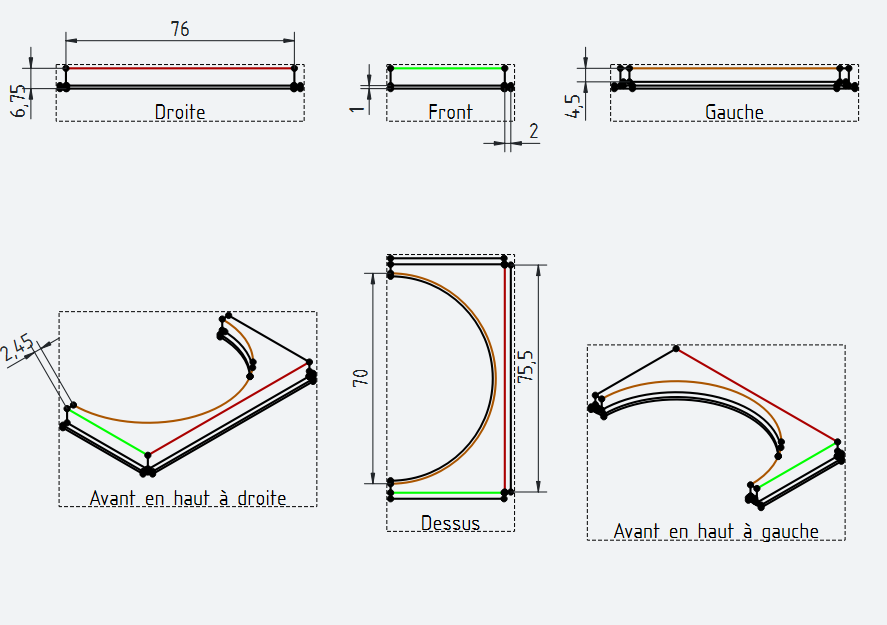 76
6,75
Droite
1
Front
2
4,5
Gauche
2,45
Avant en haut à droite
70
75,5
Dessus
Avant en haut à gauche